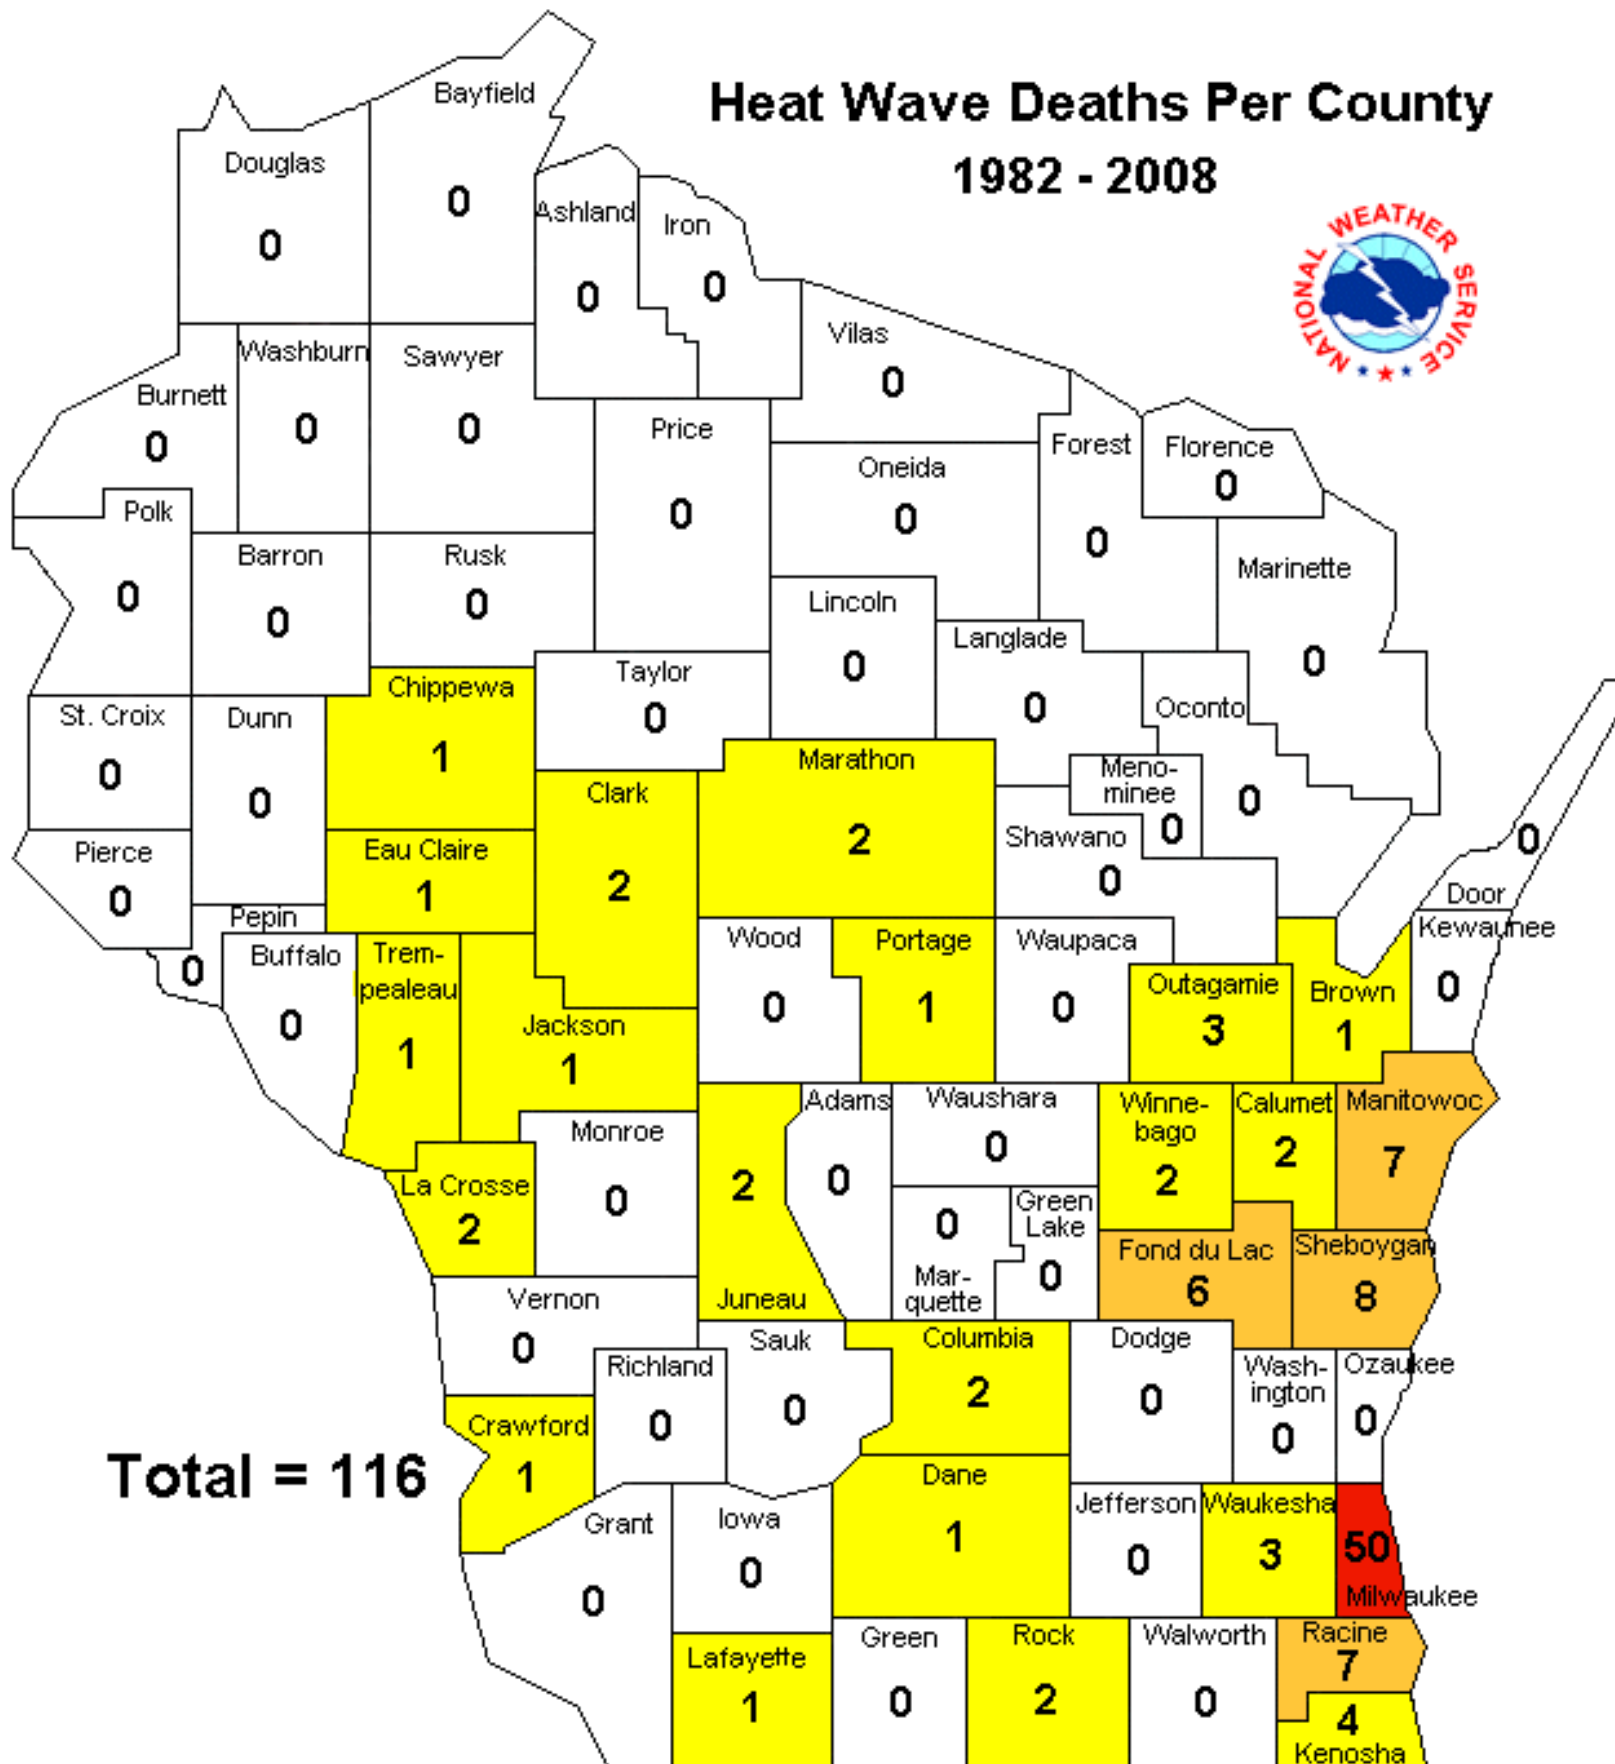 Heat Wave Deaths Per County
1982 - 2008
NATIONAL WEATHER SERVICE
Bayfield
0
Douglas
0
Ashland
0
Iron
0
Vilas
0
Washburn
0
Sawyer
0
Burnett
0
Price
0
Forest
0
Florence
0
Oneida
0
Polk
0
Barron
0
Rusk
0
Marinette
0
Lincoln
0
Langlade
0
Taylor
0
Chippewa
1
Oconto
0
St. Croix
0
Dunn
0
Marathon
2
Meno-
minee
0
Clark
2
Shawano
0
Pierce
0
Eau Claire
1
0
Door
Pepin
0
Buffalo
0
Trem-
pealeau
1
Wood
0
Portage
1
Waupaca
0
Kewaunee
0
Outagamie
3
Brown
1
Jackson
1
Adams
0
Waushara
0
Winne-
bago
2
Calumet
2
Manitowoc
7
Monroe
0
La Crosse
2
2
Juneau
0
Mar-
quette
Green
Lake
0
Fond du Lac
6
Sheboygan
8
Vernon
0
Richland
0
Sauk
0
Columbia
2
Dodge
0
Wash-
ington
0
Ozaukee
0
Crawford
1
Total = 116
Dane
1
Jefferson
0
Waukesha
3
50
Milwaukee
Grant
0
Iowa
0
Lafayette
1
Green
0
Rock
2
Walworth
0
Racine
7
4
Kenosha